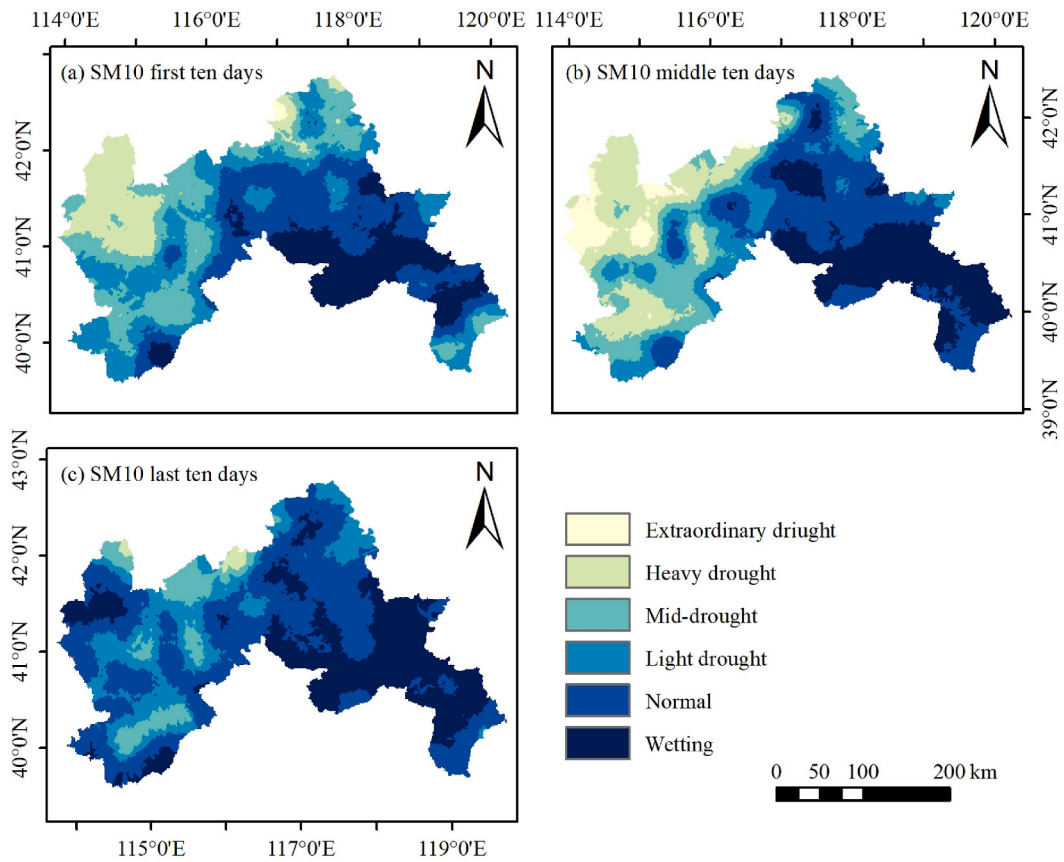 114°0'E 116°0'E 118°0'E 120°0'E
114°0'E 116°0'E 118°0'E 120°0'E
(a) SM10 first ten days
N
42°0'N
41°0'N
40°0'N
(b) SM10 middle ten days
N
42°0'N
41°0'N
40°0'N
39°0'N
(c) SM10 last ten days
N
43°0'N
42°0'N
41°0'N
40°0'N
115°0'E 117°0'E 119°0'E
Extraordinary driught
Heavy drought
Mid-drought
Light drought
Normal
Wetting
0 50 100 200 km